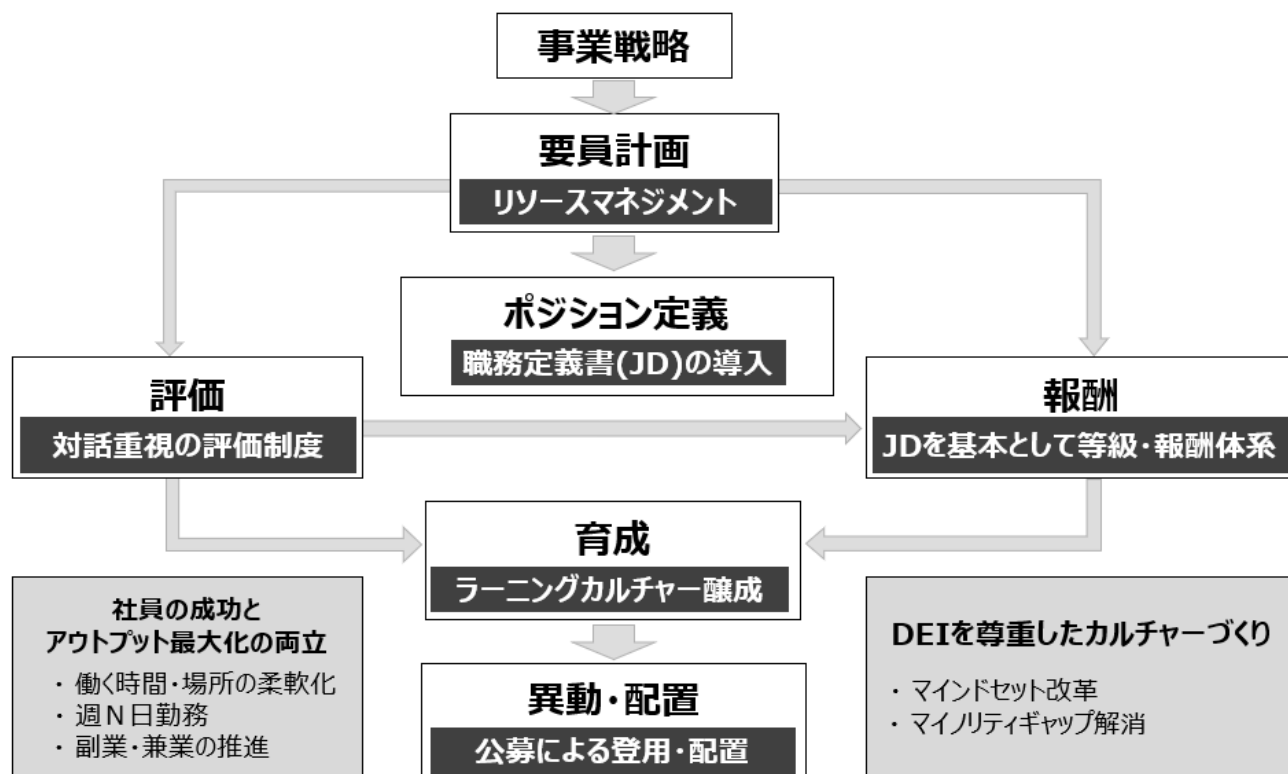 事業戦略
要員計画
リソースマネジメント
ポジション定義
職務定義書(JD)の導入
評価
対話重視の評価制度
報酬
JDを基本として等級・報酬体系
育成
ラーニングカルチャー醸成
異動・配置
公募による登用・配置
社員の成功と
アウトプット最大化の両立
・ 働く時間・場所の柔軟化
・ 週N日勤務
・ 副業・兼業の推進
DEIを尊重したカルチャーづくり
・ マインドセット改革
・ マイノリティギャップ解消